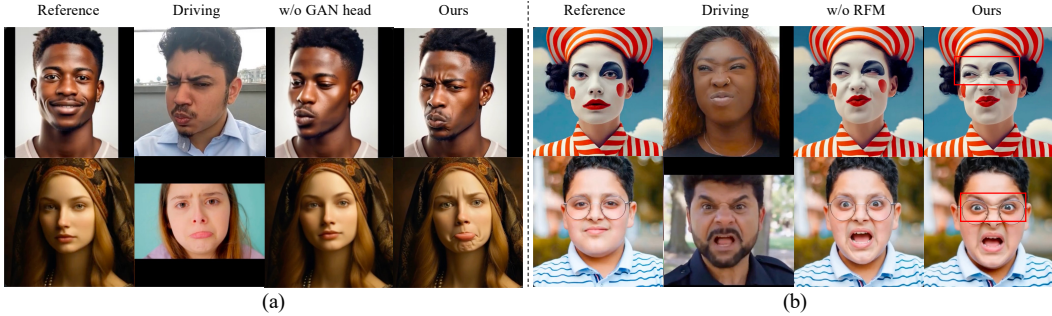 Reference Driving w/o GAN head Ours
Reference Driving w/o RFM Ours
(a)
(b)